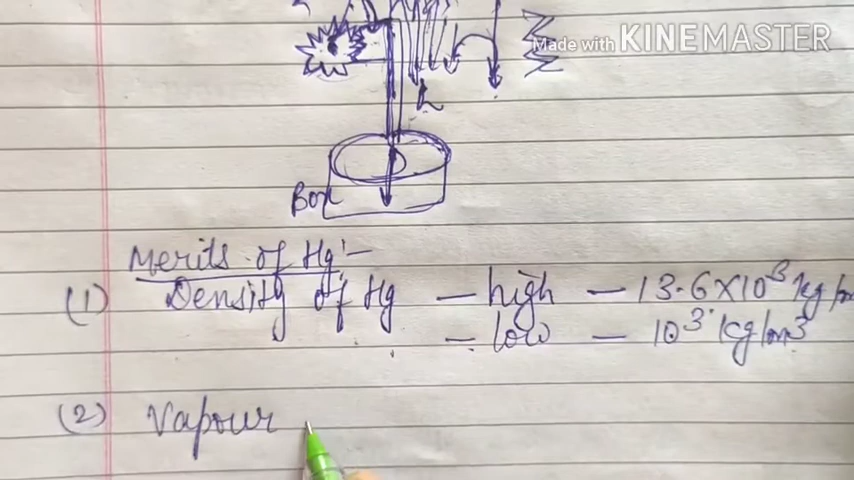 Made with KINEMASTER
h
Box
Merits of Hg:-
(1) Density of Hg - high - 13.6×10³ kg/m
- low - 10³ kg/m³
(2) Vapour